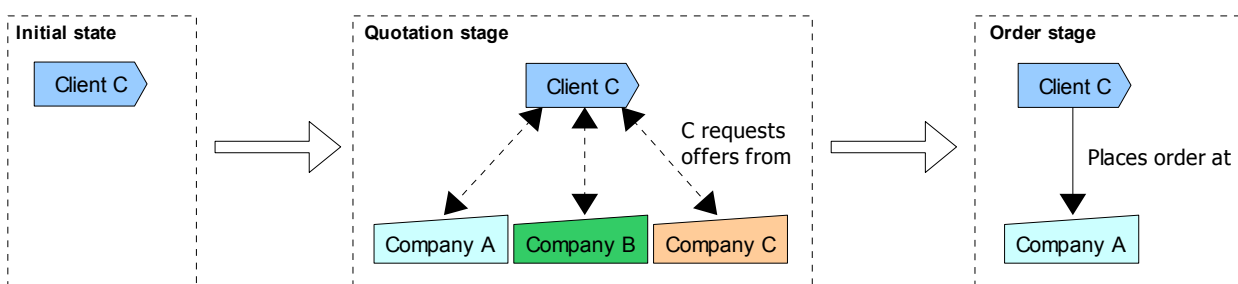 Initial state
Client C
Quotation stage
Client C
C requests
offers from
Company A
Company B
Company C
Order stage
Client C
Places order at
Company A